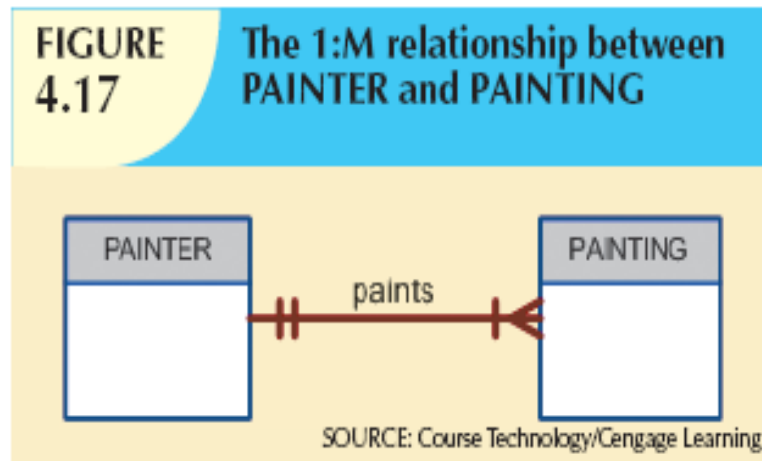 FIGURE
4.17
The 1:M relationship between
PAINTER and PAINTING
PAINTER
paints
PAINTING
SOURCE: Course Technology/Cengage Learning